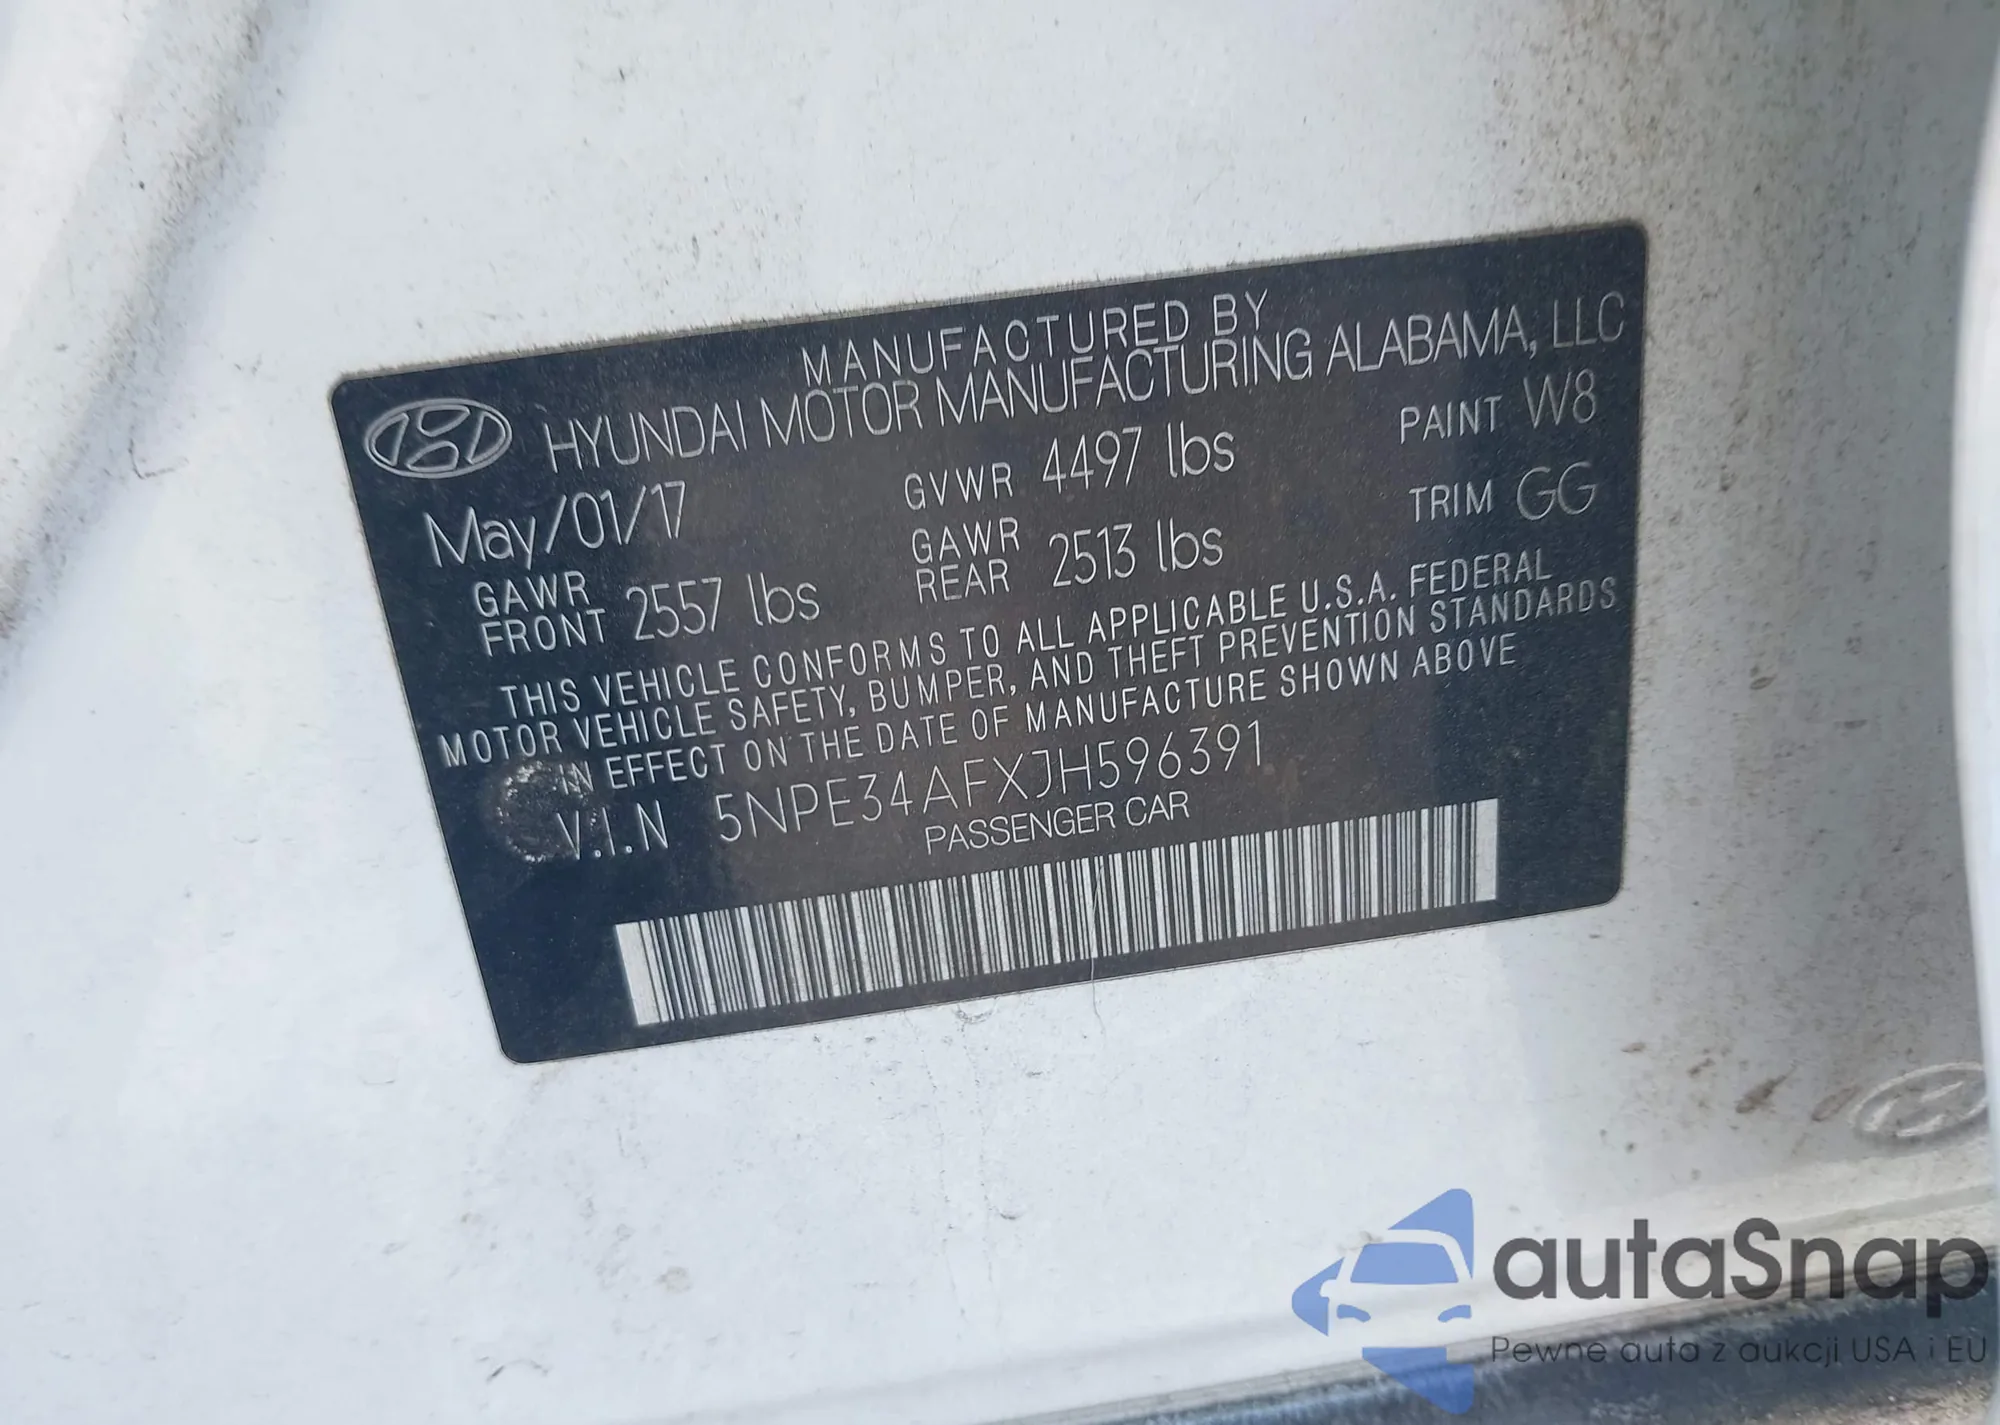 MANUFACTURED BY
HYUNDAI MOTOR MANUFACTURING ALABAMA, LLC
May/01/17 GVWR 4497 lbs PAINT W8
GAWR FRONT 2557 lbs GAWR REAR 2513 lbs TRIM GG
THIS VEHICLE CONFORMS TO ALL APPLICABLE U.S.A. FEDERAL
MOTOR VEHICLE SAFETY, BUMPER, AND THEFT PREVENTION STANDARDS
IN EFFECT ON THE DATE OF MANUFACTURE SHOWN ABOVE
V.I.N 5NPE34AFXJH596391
PASSENGER CAR
autaSnap
Pewne auta z aukcji USA i EU